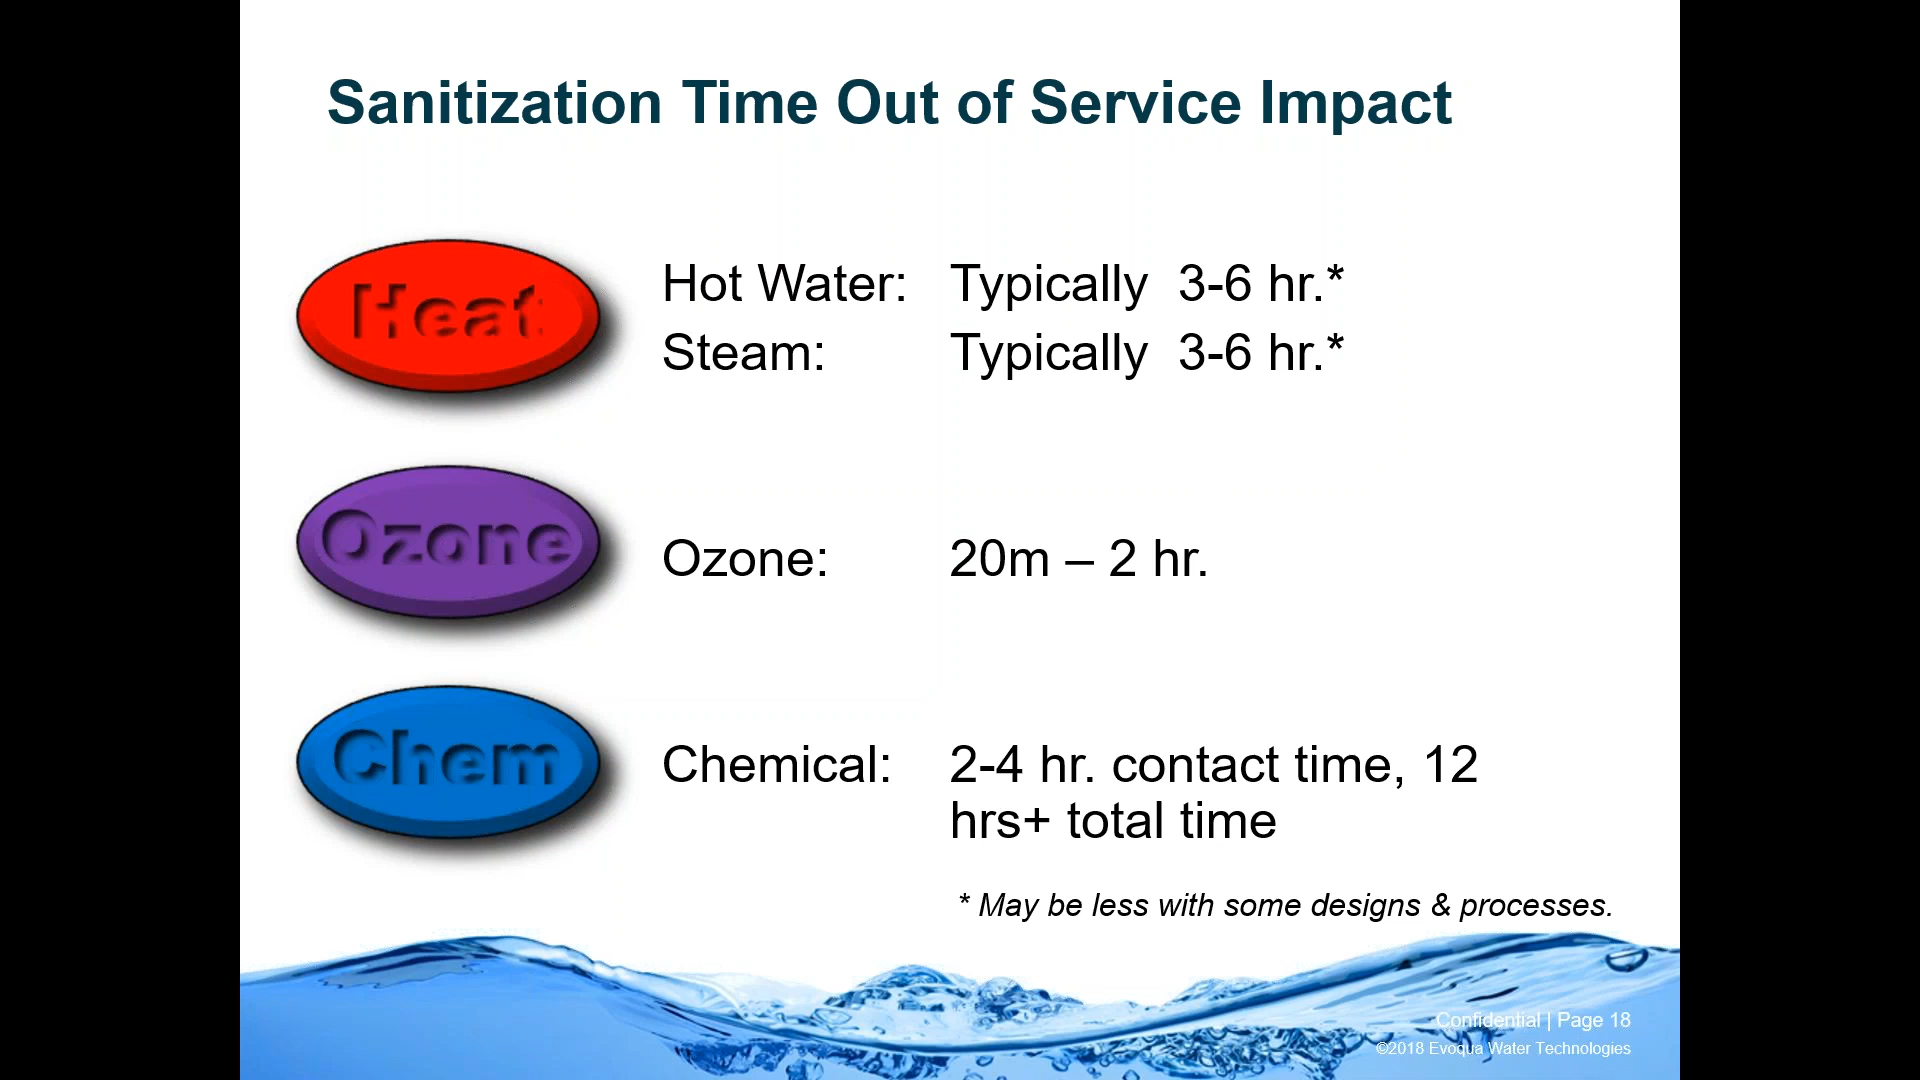 Sanitization Time Out of Service Impact
Heat
Hot Water: Typically 3-6 hr.*
Steam: Typically 3-6 hr.*
Ozone
Ozone: 20m – 2 hr.
Chem
Chemical: 2-4 hr. contact time, 12
hrs+ total time
* May be less with some designs & processes.
Confidential | Page 18
©2018 Evoqua Water Technologies